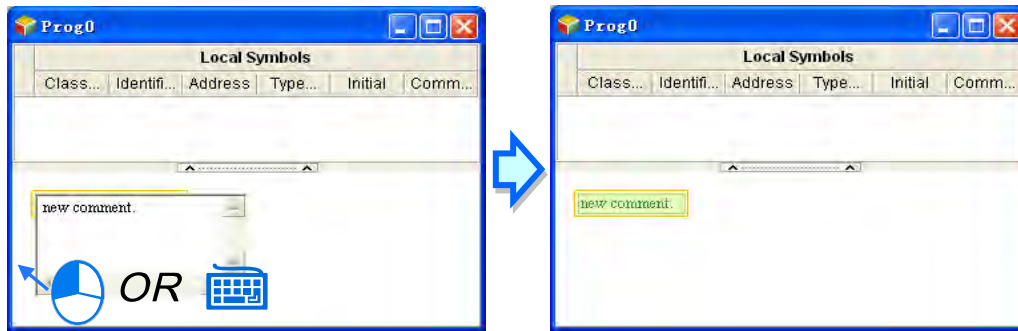 Prog0
Local Symbols
Class... Identifi... Address Type... Initial Comm...
new comment.
OR
Prog0
Local Symbols
Class... Identifi... Address Type... Initial Comm...
new comment.